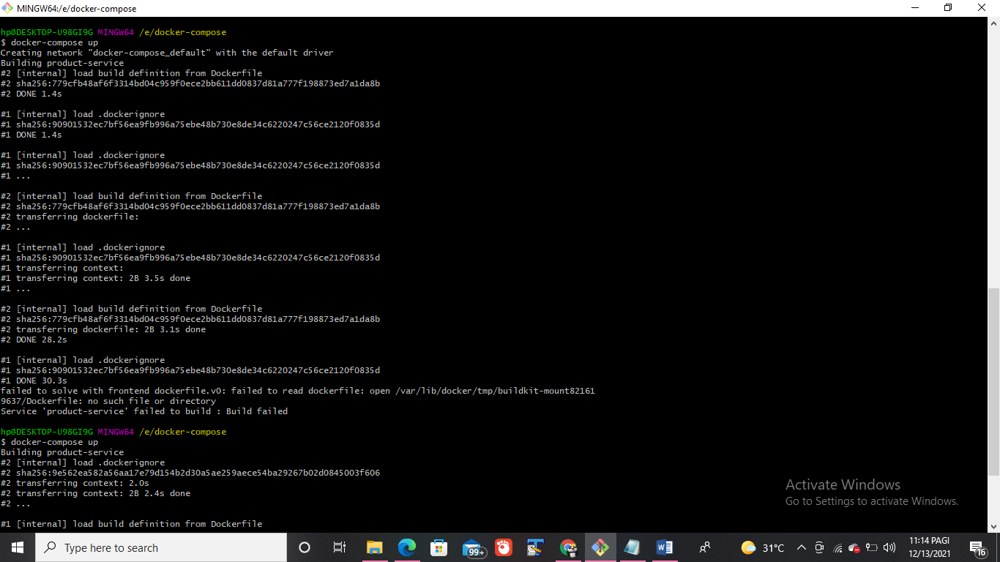 MINGW64:/e/docker-compose
hp@DESKTOP-U98GI9G MINGW64 /e/docker-compose
$ docker-compose up
Creating network "docker-compose_default" with the default driver
Building product-service
#2 [internal] load build definition from Dockerfile
#2 sha256:779cfb48af6f3314bd04c959f0ece2bb611dd0837d81a777f198873ed7a1da8b
#2 DONE 1.4s
#1 [internal] load .dockerignore
#1 sha256:90901532ec7bf56ea9fb996a75ebe48b730e8de34c6220247c56ce2120f0835d
#1 DONE 1.4s
#1 [internal] load .dockerignore
#1 sha256:90901532ec7bf56ea9fb996a75ebe48b730e8de34c6220247c56ce2120f0835d
#1 ...
#2 [internal] load build definition from Dockerfile
#2 sha256:779cfb48af6f3314bd04c959f0ece2bb611dd0837d81a777f198873ed7a1da8b
#2 transferring dockerfile:
#2 ...
#1 [internal] load .dockerignore
#1 sha256:90901532ec7bf56ea9fb996a75ebe48b730e8de34c6220247c56ce2120f0835d
#1 transferring context:
#1 transferring context: 2B 3.5s done
#1 ...
#2 [internal] load build definition from Dockerfile
#2 sha256:779cfb48af6f3314bd04c959f0ece2bb611dd0837d81a777f198873ed7a1da8b
#2 transferring dockerfile: 2B 3.1s done
#2 DONE 28.2s
#1 [internal] load .dockerignore
#1 sha256:90901532ec7bf56ea9fb996a75ebe48b730e8de34c6220247c56ce2120f0835d
#1 DONE 30.3s
failed to solve with frontend dockerfile.v0: failed to read dockerfile: open /var/lib/docker/tmp/buildkit-mount82161
9637/Dockerfile: no such file or directory
Service 'product-service' failed to build : Build failed
hp@DESKTOP-U98GI9G MINGW64 /e/docker-compose
$ docker-compose up
Building product-service
#2 [internal] load .dockerignore
#2 sha256:9e562ea582a56aa17e79d154b2d30a5ae259aece54ba29267b02d0845003f606
#2 transferring context: 2.0s
#2 transferring context: 2B 2.4s done
#2 ...
#1 [internal] load build definition from Dockerfile
Activate Windows
Go to Settings to activate Windows.
Type here to search
99+
31°C
11:14 PAGI
12/13/2021
16